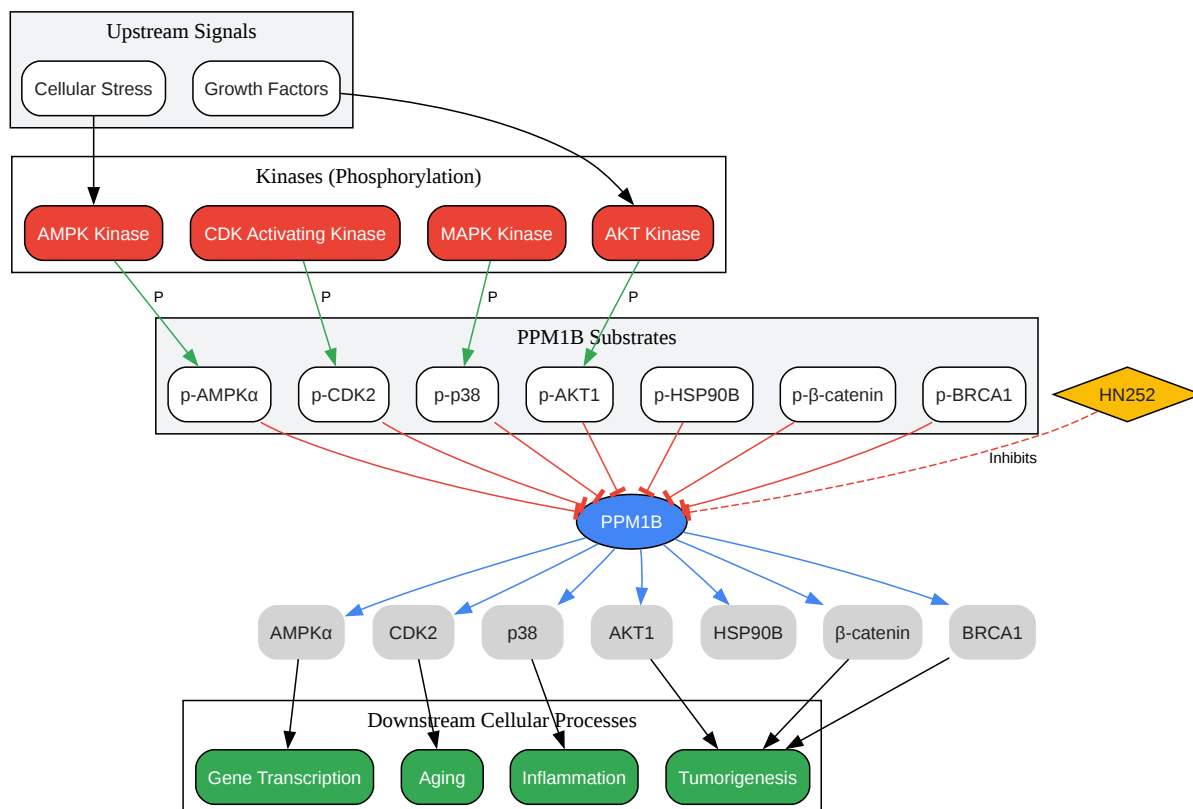 Upstream Signals
Cellular Stress
Growth Factors
Kinases (Phosphorylation)
AMPK Kinase
CDK Activating Kinase
MAPK Kinase
AKT Kinase
P
P
P
P
PPM1B Substrates
p-AMPKα
p-CDK2
p-p38
p-AKT1
p-HSP90B
p-β-catenin
p-BRCA1
HN252
Inhibits
PPM1B
AMPKα
CDK2
p38
AKT1
HSP90B
β-catenin
BRCA1
Downstream Cellular Processes
Gene Transcription
Aging
Inflammation
Tumorigenesis